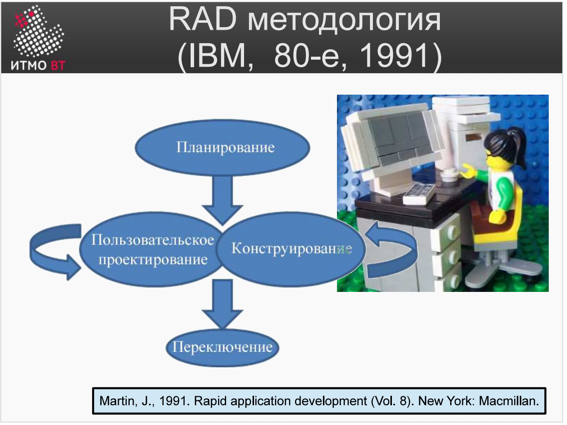 RAD методология
(IBM, 80-е, 1991)
ИТМО ВТ
Планирование
Пользовательское
проектирование
Конструирование
Переключение
Martin, J., 1991. Rapid application development (Vol. 8). New York: Macmillan.